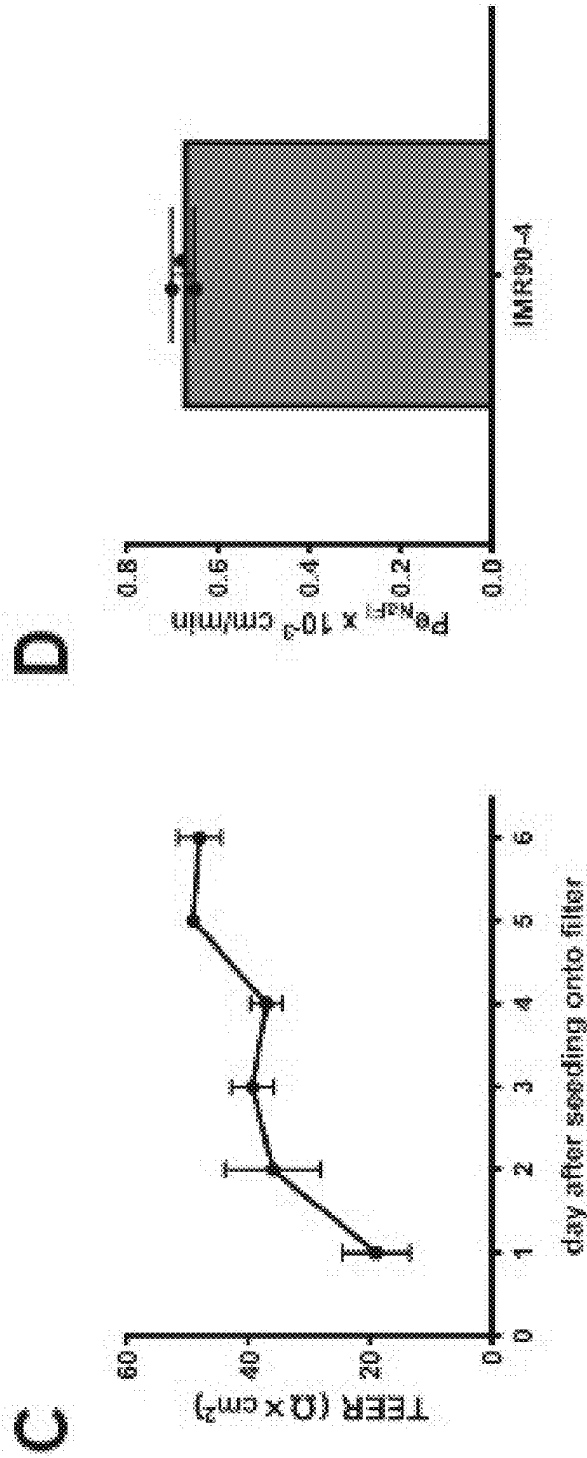 C
TEER (Ω × cm²)
60
40
20
0
0 1 2 3 4 5 6
day after seeding onto filter
D
Pe_NaFl x 10⁻³ cm/min
0.8
0.6
0.4
0.2
0.0
IMR90-4